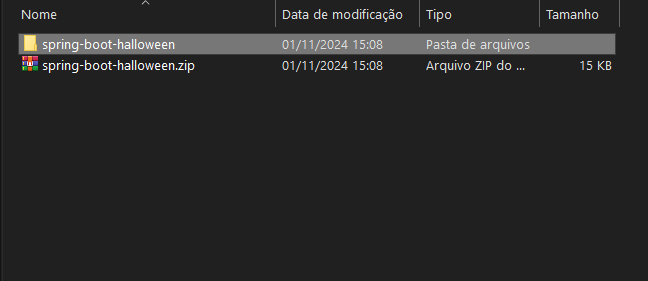 Nome Data de modificação Tipo Tamanho
spring-boot-halloween 01/11/2024 15:08 Pasta de arquivos
spring-boot-halloween.zip 01/11/2024 15:08 Arquivo ZIP do ... 15 KB